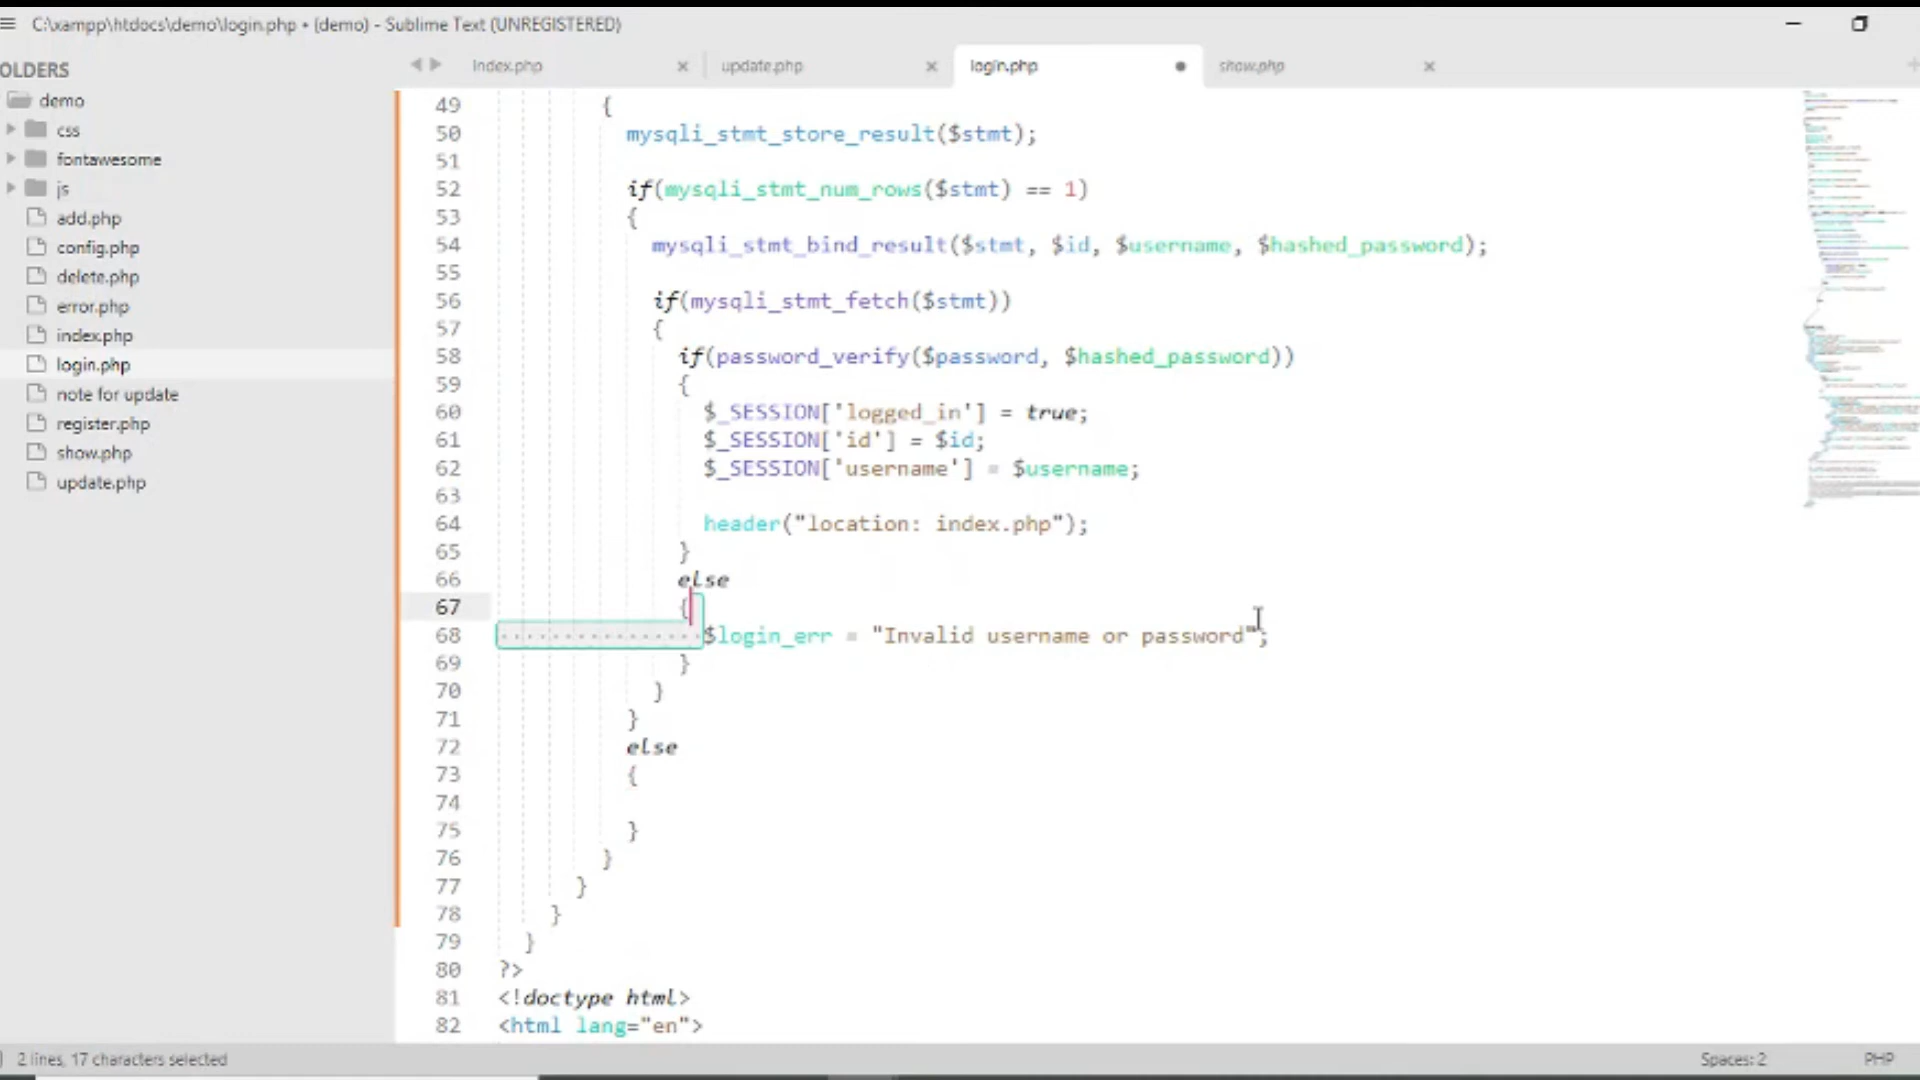 C:\xampp\htdocs\demo\login.php • (demo) - Sublime Text (UNREGISTERED)
OLDERS
demo
css
fontawesome
js
add.php
config.php
delete.php
error.php
index.php
login.php
note for update
register.php
show.php
update.php
index.php
update.php
login.php
show.php
49 {
50 mysqli_stmt_store_result($stmt);
51
52 if(mysqli_stmt_num_rows($stmt) == 1)
53 {
54 mysqli_stmt_bind_result($stmt, $id, $username, $hashed_password);
55
56 if(mysqli_stmt_fetch($stmt))
57 {
58 if(password_verify($password, $hashed_password))
59 {
60 $_SESSION['logged_in'] = true;
61 $_SESSION['id'] = $id;
62 $_SESSION['username'] = $username;
63
64 header("location: index.php");
65 }
66 else
67 {
68 $login_err = "Invalid username or password";
69 }
70 }
71 }
72 else
73 {
74
75 }
76 }
77 }
78 }
79 }
80 ?>
81 <!doctype html>
82 <html lang="en">
2 lines, 17 characters selected
Spaces: 2
PHP